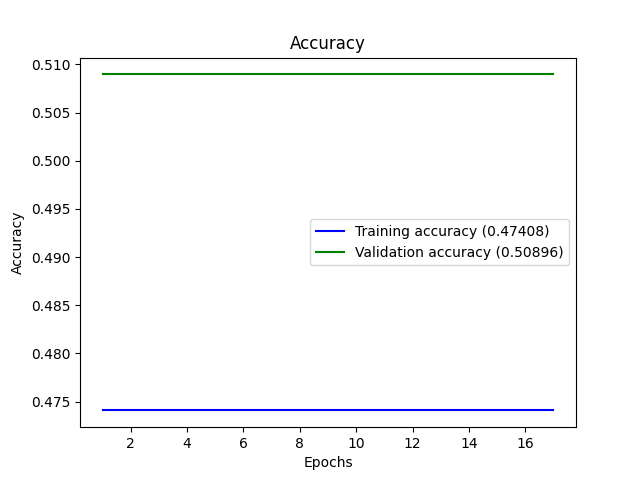 Accuracy
0.510
0.505
0.500
0.495
0.490
0.485
0.480
0.475
Accuracy
Training accuracy (0.47408)
Validation accuracy (0.50896)
2 4 6 8 10 12 14 16
Epochs